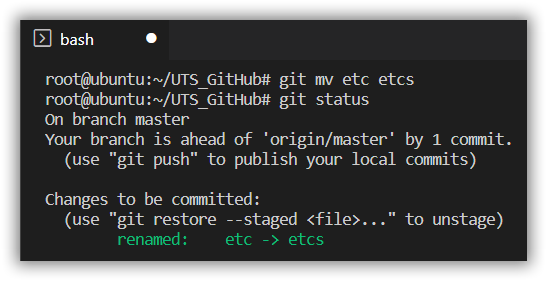 bash
root@ubuntu:~/UTS_GitHub# git mv etc etcs
root@ubuntu:~/UTS_GitHub# git status
On branch master
Your branch is ahead of 'origin/master' by 1 commit.
  (use "git push" to publish your local commits)

Changes to be committed:
  (use "git restore --staged <file>..." to unstage)
        renamed:    etc -> etcs